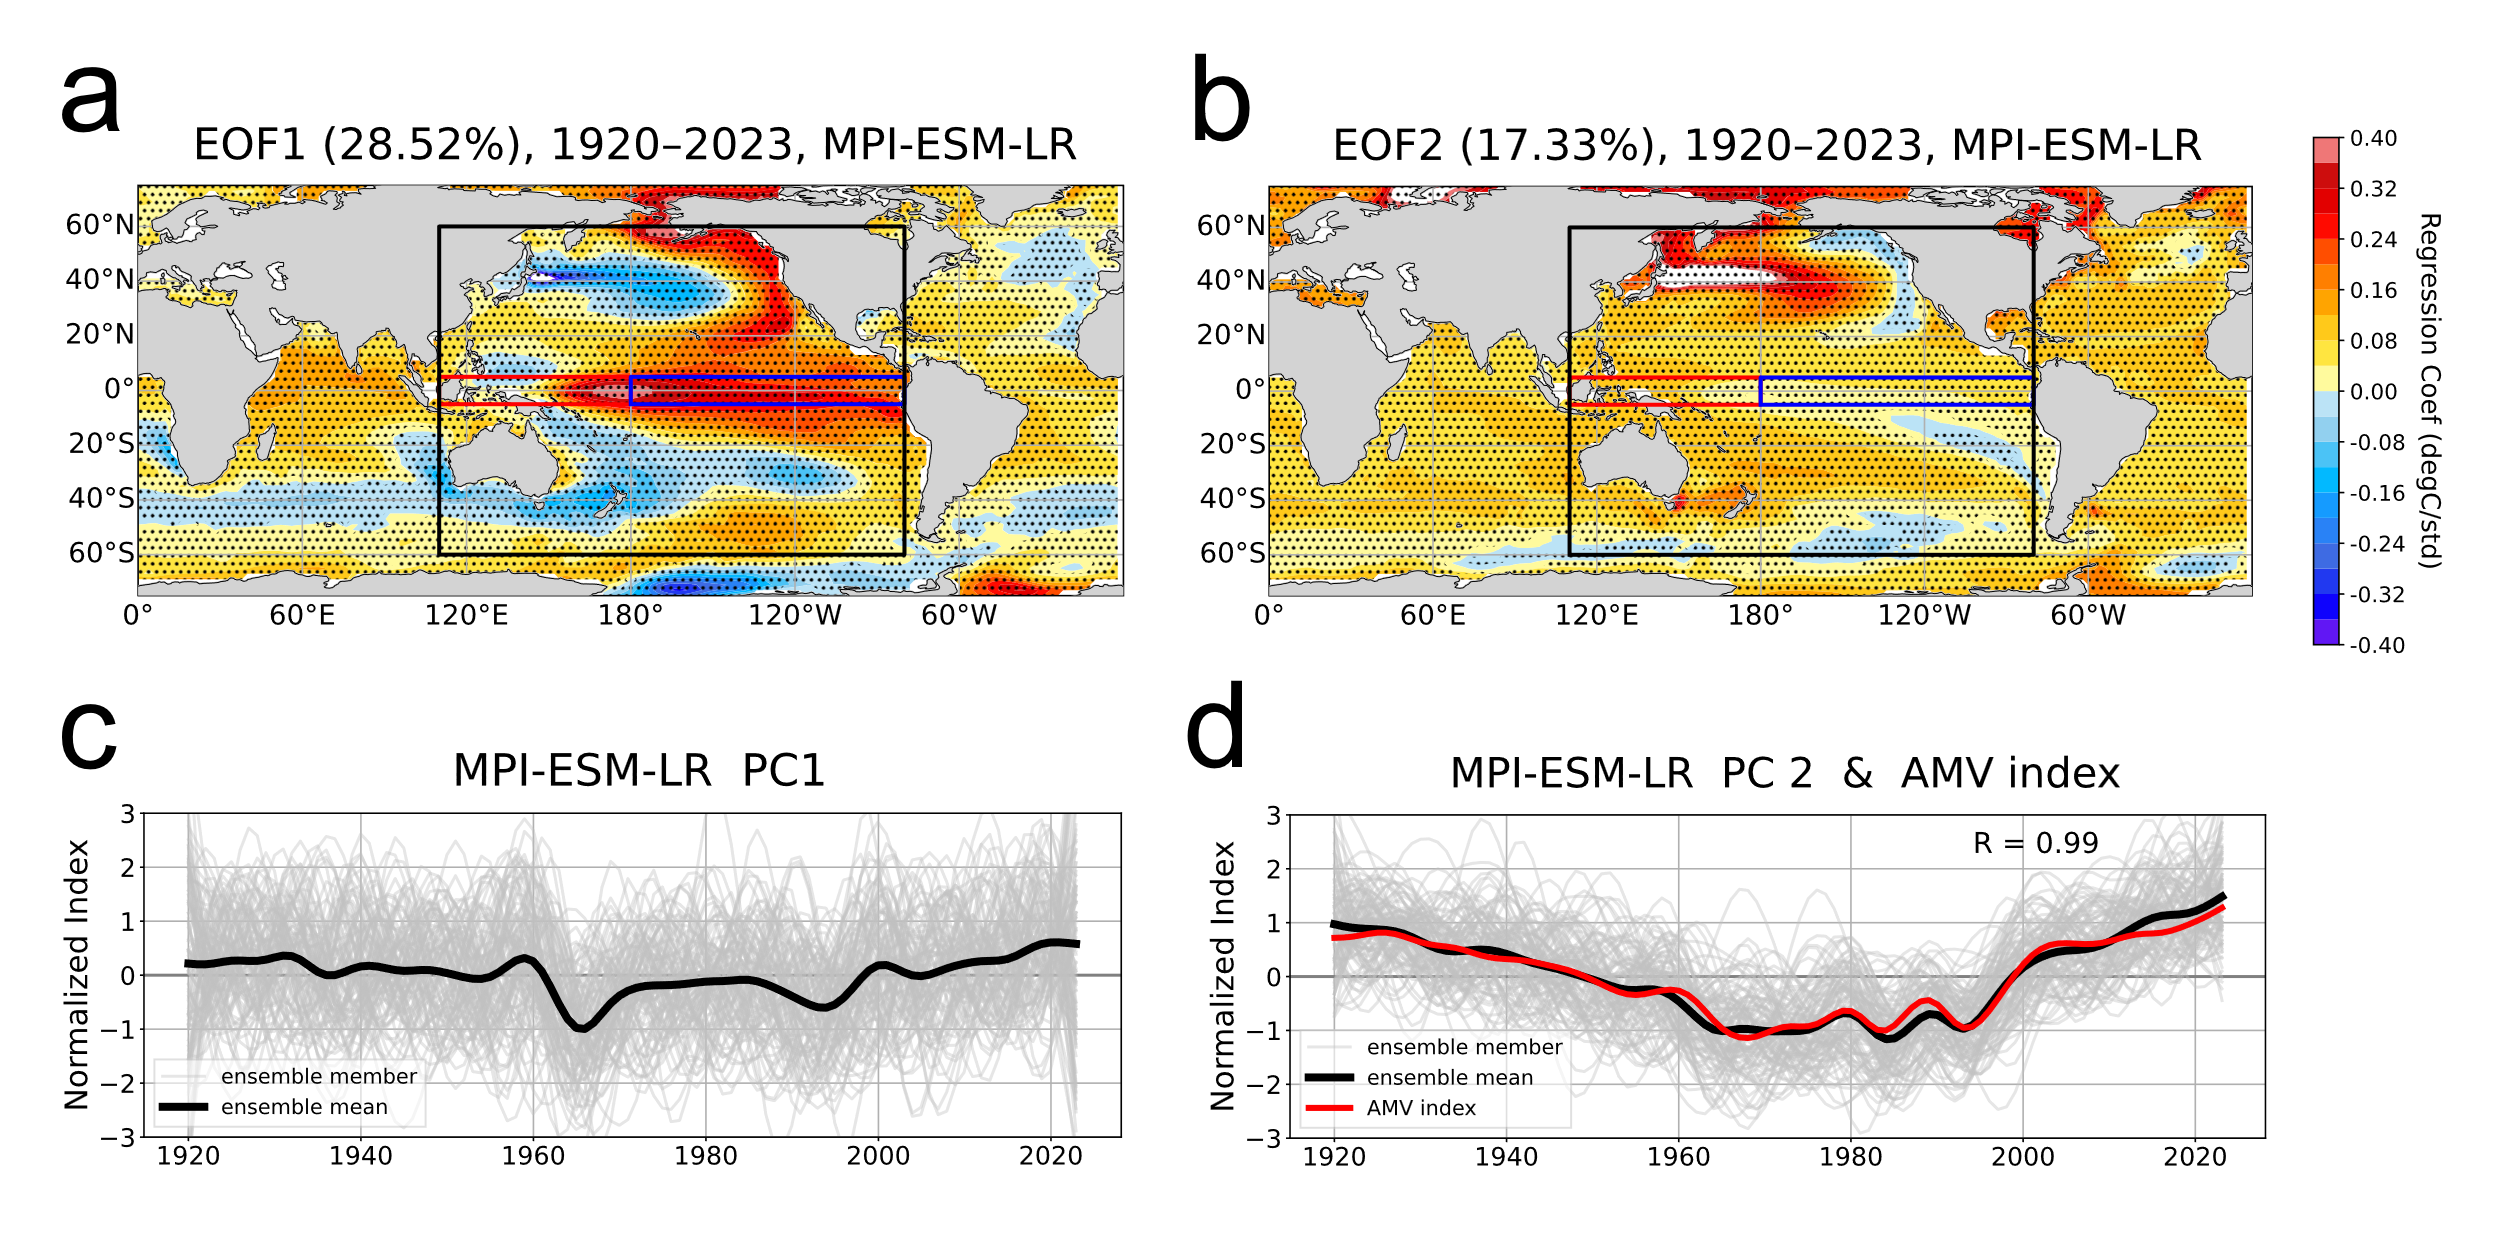 a
b
EOF1 (28.52%), 1920–2023, MPI-ESM-LR
EOF2 (17.33%), 1920–2023, MPI-ESM-LR
60°N
40°N
20°N
0°
20°S
40°S
60°S
0° 60°E 120°E 180° 120°W 60°W
60°N
40°N
20°N
0°
20°S
40°S
60°S
0° 60°E 120°E 180° 120°W 60°W
0.40
0.32
0.24
0.16
0.08
0.00
-0.08
-0.16
-0.24
-0.32
-0.40
Regression Coef (degC/std)
c
d
MPI-ESM-LR PC1
Normalized Index
3
2
1
0
−1
−2
−3
ensemble member
ensemble mean
1920 1940 1960 1980 2000 2020
MPI-ESM-LR PC 2 & AMV index
Normalized Index
3
2
1
0
−1
−2
−3
R = 0.99
ensemble member
ensemble mean
AMV index
1920 1940 1960 1980 2000 2020